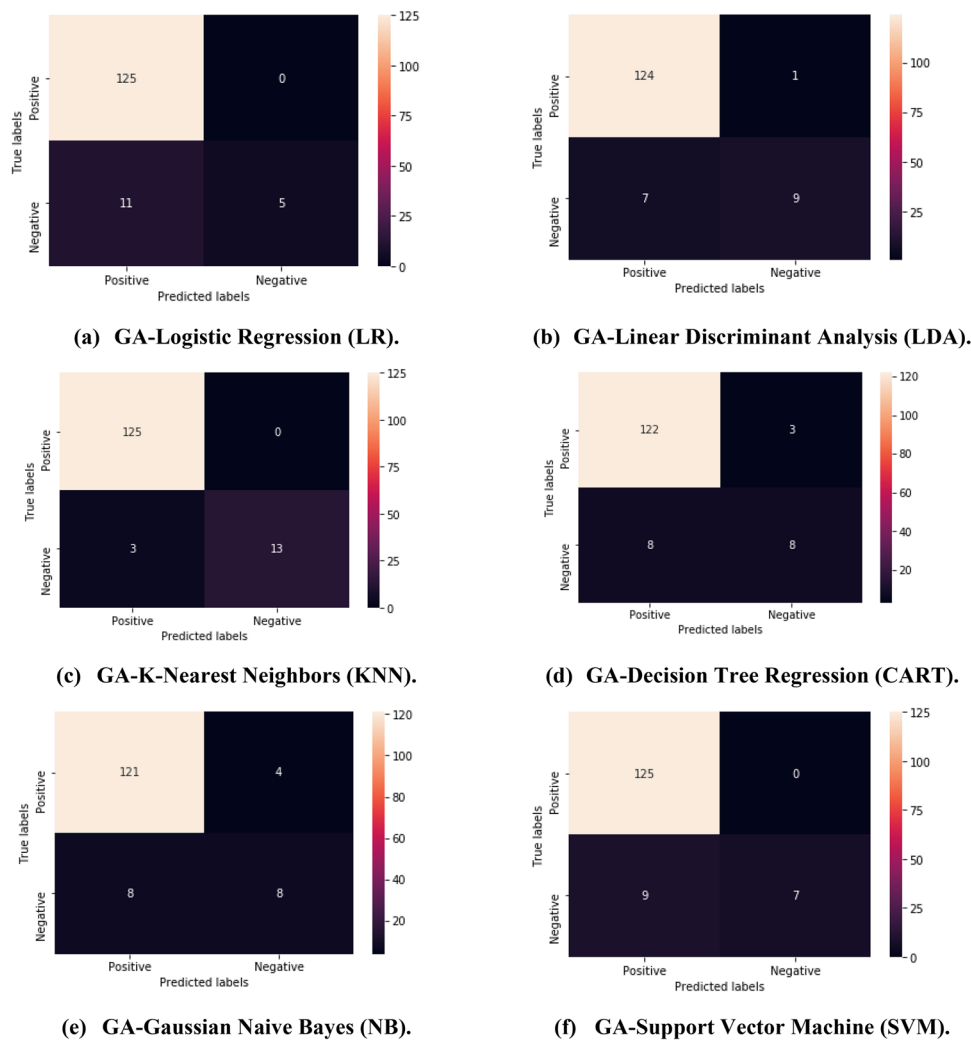 125
0
11
5
Positive
Negative
True labels
Positive
Negative
Predicted labels
125
100
75
50
25
0
(a) GA-Logistic Regression (LR).
124
1
7
9
Positive
Negative
True labels
Positive
Negative
Predicted labels
100
75
50
25
(b) GA-Linear Discriminant Analysis (LDA).
125
0
3
13
Positive
Negative
True labels
Positive
Negative
Predicted labels
125
100
75
50
25
0
(c) GA-K-Nearest Neighbors (KNN).
122
3
8
8
Positive
Negative
True labels
Positive
Negative
Predicted labels
120
100
80
60
40
20
(d) GA-Decision Tree Regression (CART).
121
4
8
8
Positive
Negative
True labels
Positive
Negative
Predicted labels
120
100
80
60
40
20
(e) GA-Gaussian Naive Bayes (NB).
125
0
9
7
Positive
Negative
True labels
Positive
Negative
Predicted labels
125
100
75
50
25
0
(f) GA-Support Vector Machine (SVM).